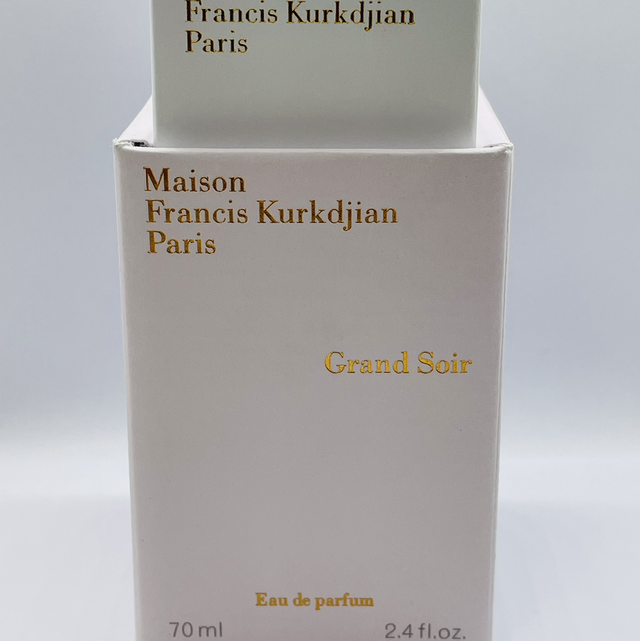 Francis Kurkdjian
Paris
Maison
Francis Kurkdjian
Paris
Grand Soir
Eau de parfum
70 ml 2.4 fl.oz.